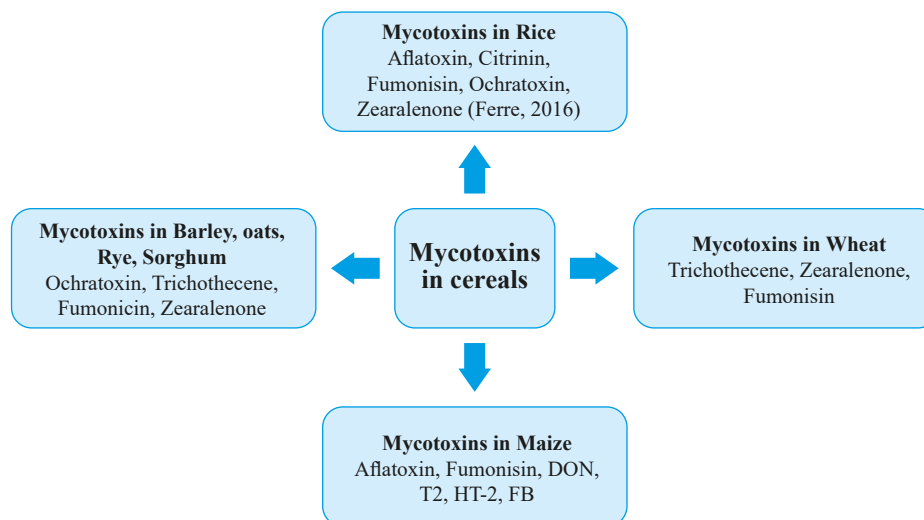 Mycotoxins in Rice
Aflatoxin, Citrinin,
Fumonisin, Ochratoxin,
Zearalenone (Ferre, 2016)
Mycotoxins in Barley, oats,
Rye, Sorghum
Ochratoxin, Trichothecene,
Fumonicin, Zearalenone
Mycotoxins
in cereals
Mycotoxins in Wheat
Trichothecene, Zearalenone,
Fumonisin
Mycotoxins in Maize
Aflatoxin, Fumonisin, DON,
T2, HT-2, FB